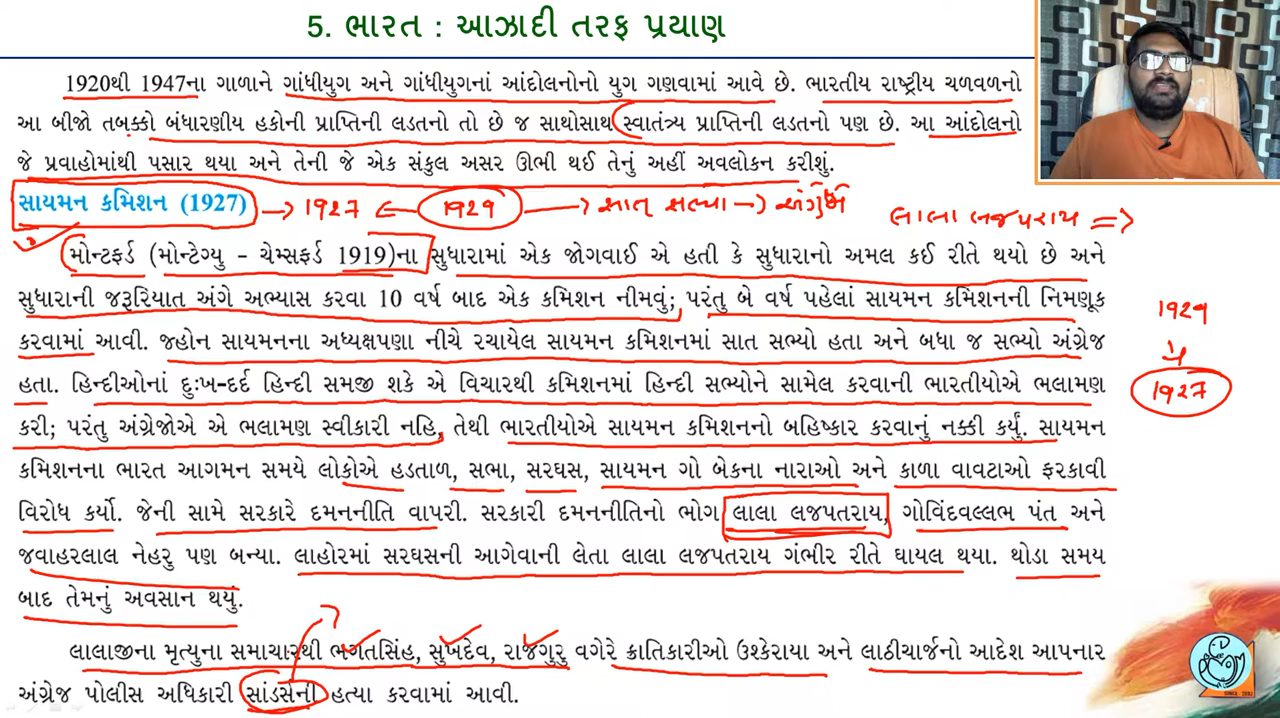 5. ભારત : આઝાદી તરફ પ્રયાણ
1920થી 1947ના ગાળાને ગાંધીયુગ અને ગાંધીયુગનાં આંદોલનોનો યુગ ગણવામાં આવે છે. ભારતીય રાષ્ટ્રીય ચળવળનો
આ બીજો તબક્કો બંધારણીય હકોની પ્રાપ્તિની લડતનો તો છે જ સાથોસાથ સ્વાતંત્ર્ય પ્રાપ્તિની લડતનો પણ છે. આ આંદોલનો
જે પ્રવાહોમાંથી પસાર થયા અને તેની જે એક સંકુલ અસર ઊભી થઈ તેનું અહીં અવલોકન કરીશું.
સાયમન કમિશન (1927) → 1927 ← 1929 → સાત સભ્યો → અંગ્રેજ
લાલા લજપતરાય ⇒
મોન્ટફર્ડ (મોન્ટેગ્યુ - ચેમ્સફર્ડ 1919)ના સુધારામાં એક જોગવાઈ એ હતી કે સુધારાનો અમલ કઈ રીતે થયો છે અને
સુધારાની જરૂરિયાત અંગે અભ્યાસ કરવા 10 વર્ષ બાદ એક કમિશન નીમવું; પરંતુ બે વર્ષ પહેલાં સાયમન કમિશનની નિમણૂક
કરવામાં આવી. જ્હોન સાયમનના અધ્યક્ષપણા નીચે રચાયેલ સાયમન કમિશનમાં સાત સભ્યો હતા અને બધા જ સભ્યો અંગ્રેજ
હતા. હિન્દીઓનાં દુઃખ-દર્દ હિન્દી સમજી શકે એ વિચારથી કમિશનમાં હિન્દી સભ્યોને સામેલ કરવાની ભારતીયોએ ભલામણ
કરી; પરંતુ અંગ્રેજોએ એ ભલામણ સ્વીકારી નહિ, તેથી ભારતીયોએ સાયમન કમિશનનો બહિષ્કાર કરવાનું નક્કી કર્યું. સાયમન
કમિશનના ભારત આગમન સમયે લોકોએ હડતાળ, સભા, સરઘસ, સાયમન ગો બેકના નારાઓ અને કાળા વાવટાઓ ફરકાવી
વિરોધ કર્યો. જેની સામે સરકારે દમનનીતિ વાપરી. સરકારી દમનનીતિનો ભોગ લાલા લજપતરાય, ગોવિંદવલ્લભ પંત અને
જવાહરલાલ નેહરુ પણ બન્યા. લાહોરમાં સરઘસની આગેવાની લેતા લાલા લજપતરાય ગંભીર રીતે ઘાયલ થયા. થોડા સમય
બાદ તેમનું અવસાન થયું.
1929
1927
લાલાજીના મૃત્યુના સમાચારથી ભગતસિંહ, સુખદેવ, રાજગુરુ વગેરે ક્રાંતિકારીઓ ઉશ્કેરાયા અને લાઠીચાર્જનો આદેશ આપનાર
અંગ્રેજ પોલીસ અધિકારી સાંડર્સની હત્યા કરવામાં આવી.